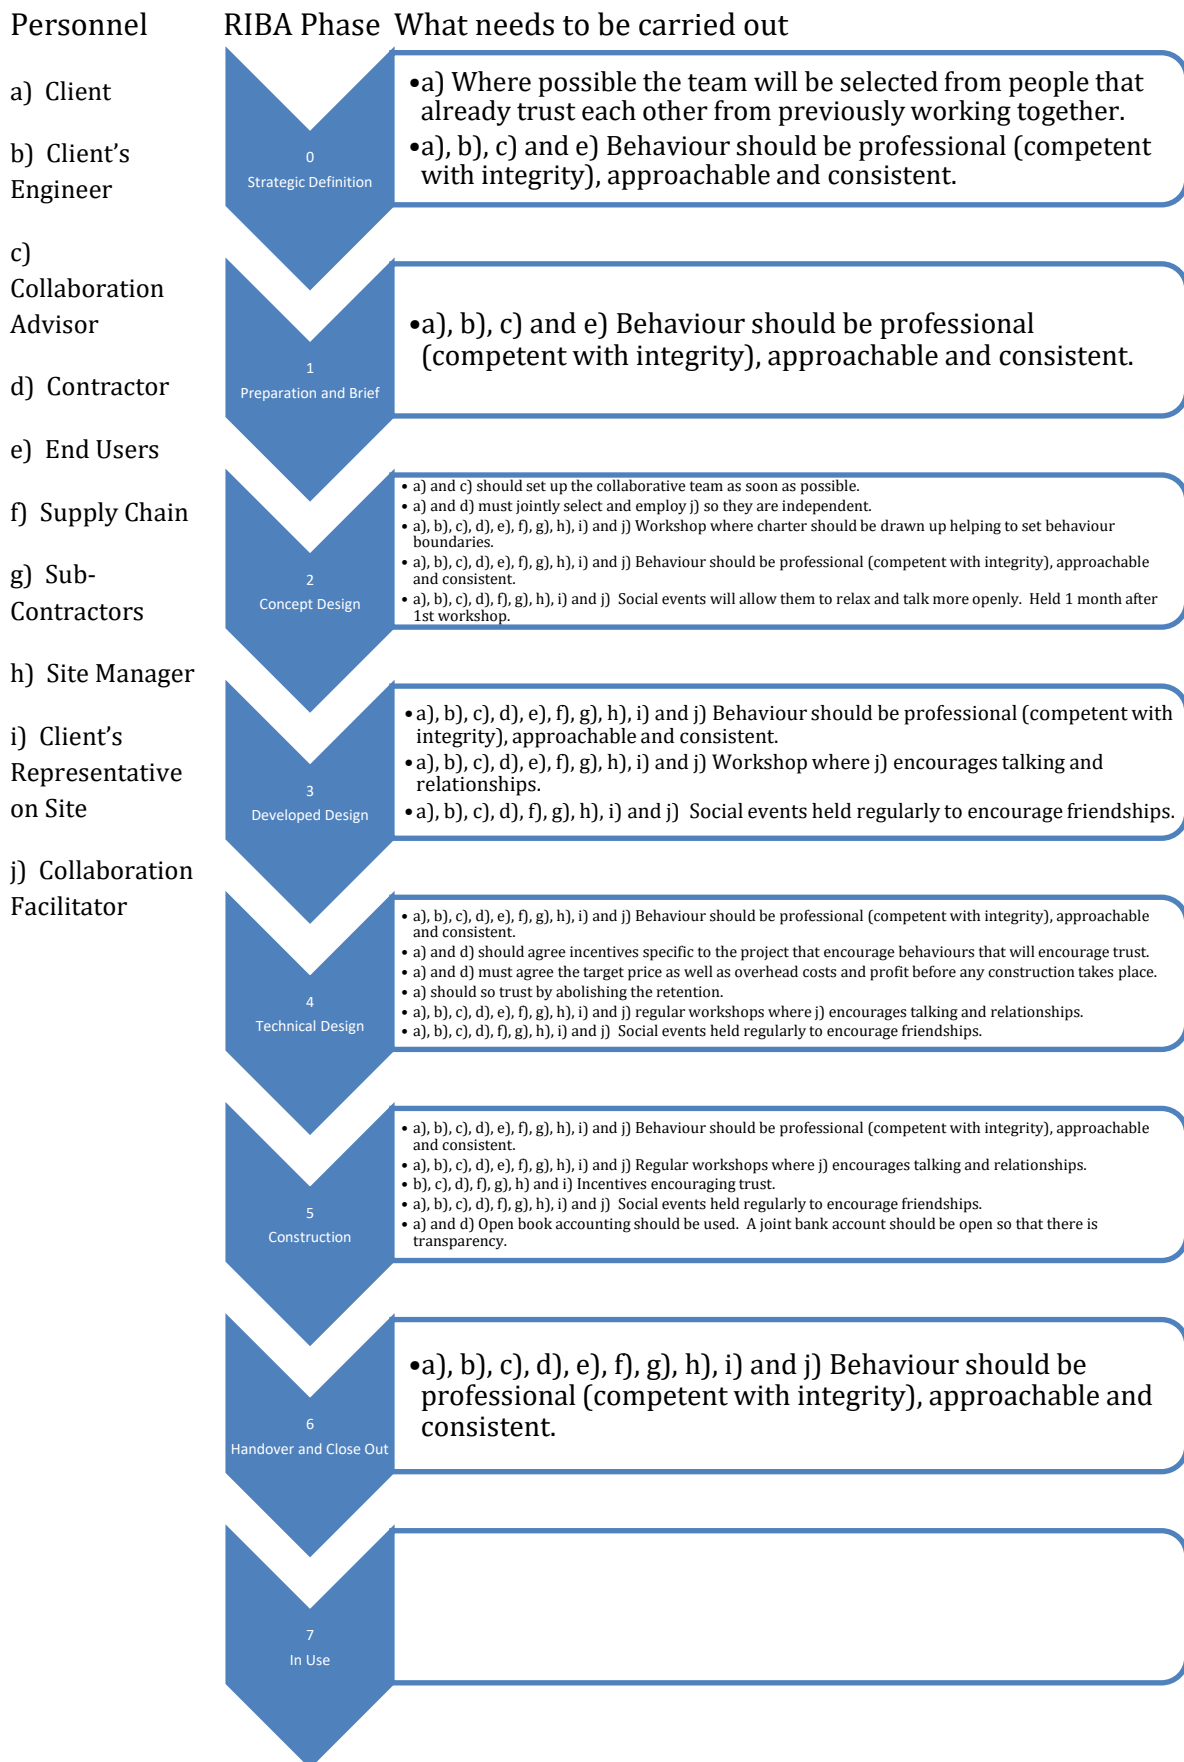 Personnel
RIBA Phase
What needs to be carried out
a) Client
b) Client's
Engineer
c)
Collaboration
Advisor
d) Contractor
e) End Users
f) Supply Chain
g) Sub-
Contractors
h) Site Manager
i) Client's
Representative
on Site
j) Collaboration
Facilitator
0
Strategic Definition
•a) Where possible the team will be selected from people that
already trust each other from previously working together.
•a), b), c) and e) Behaviour should be professional (competent
with integrity), approachable and consistent.
1
Preparation and Brief
•a), b), c) and e) Behaviour should be professional
(competent with integrity), approachable and consistent.
2
Concept Design
• a) and c) should set up the collaborative team as soon as possible.
• a) and d) must jointly select and employ j) so they are independent.
• a), b), c), d), e), f), g), h), i) and j) Workshop where charter should be drawn up helping to set behaviour
boundaries.
• a), b), c), d), e), f), g), h), i) and j) Behaviour should be professional (competent with integrity), approachable
and consistent.
• a), b), c), d), f), g), h), i) and j) Social events will allow them to relax and talk more openly. Held 1 month after
1st workshop.
3
Developed Design
• a), b), c), d), e), f), g), h), i) and j) Behaviour should be professional (competent with
integrity), approachable and consistent.
• a), b), c), d), e), f), g), h), i) and j) Workshop where j) encourages talking and
relationships.
• a), b), c), d), f), g), h), i) and j) Social events held regularly to encourage friendships.
4
Technical Design
• a), b), c), d), e), f), g), h), i) and j) Behaviour should be professional (competent with integrity), approachable
and consistent.
• a) and d) should agree incentives specific to the project that encourage behaviours that will encourage trust.
• a) and d) must agree the target price as well as overhead costs and profit before any construction takes place.
• a) should so trust by abolishing the retention.
• a), b), c), d), e), f), g), h), i) and j) regular workshops where j) encourages talking and relationships.
• a), b), c), d), f), g), h), i) and j) Social events held regularly to encourage friendships.
5
Construction
• a), b), c), d), e), f), g), h), i) and j) Behaviour should be professional (competent with integrity), approachable
and consistent.
• a), b), c), d), e), f), g), h), i) and j) Regular workshops where j) encourages talking and relationships.
• b), c), d), f), g), h) and i) Incentives encouraging trust.
• a), b), c), d), f), g), h), i) and j) Social events held regularly to encourage friendships.
• a) and d) Open book accounting should be used. A joint bank account should be open so that there is
transparency.
6
Handover and Close Out
•a), b), c), d), e), f), g), h), i) and j) Behaviour should be
professional (competent with integrity), approachable and
consistent.
7
In Use